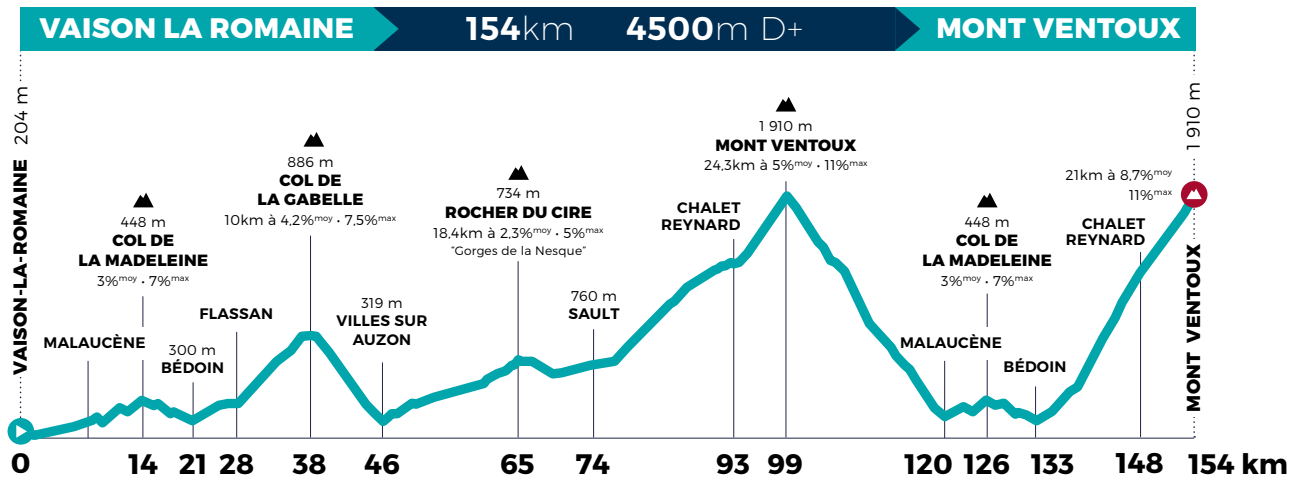 VAISON LA ROMAINE 154km 4500m D+ MONT VENTOUX
VAISON-LA-ROMAINE 204 m
MALAUCÈNE
448 m
COL DE
LA MADELEINE
3%moy • 7%max
300 m
BÉDOIN
FLASSAN
886 m
COL DE
LA GABELLE
10km à 4,2%moy • 7,5%max
319 m
VILLES SUR
AUZON
734 m
ROCHER DU CIRE
18,4km à 2,3%moy • 5%max
"Gorges de la Nesque"
760 m
SAULT
CHALET
REYNARD
1 910 m
MONT VENTOUX
24,3km à 5%moy • 11%max
MALAUCÈNE
448 m
COL DE
LA MADELEINE
3%moy • 7%max
BÉDOIN
21km à 8,7%moy
11%max
CHALET
REYNARD
MONT VENTOUX 1 910 m
0 14 21 28 38 46 65 74 93 99 120 126 133 148 154 km